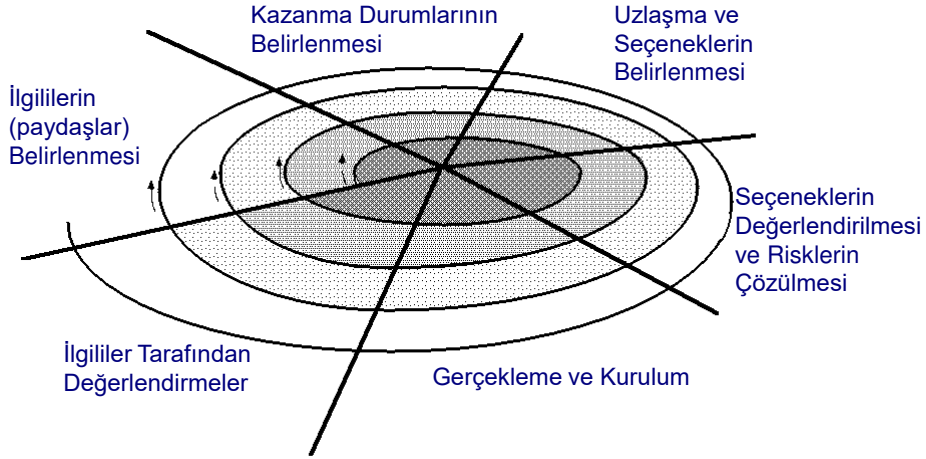 Kazanma Durumlarının
Belirlenmesi
Uzlaşma ve
Seçeneklerin
Belirlenmesi
İlgililerin
(paydaşlar)
Belirlenmesi
Seçeneklerin
Değerlendirilmesi
ve Risklerin
Çözülmesi
İlgililer Tarafından
Değerlendirmeler
Gerçekleme ve Kurulum